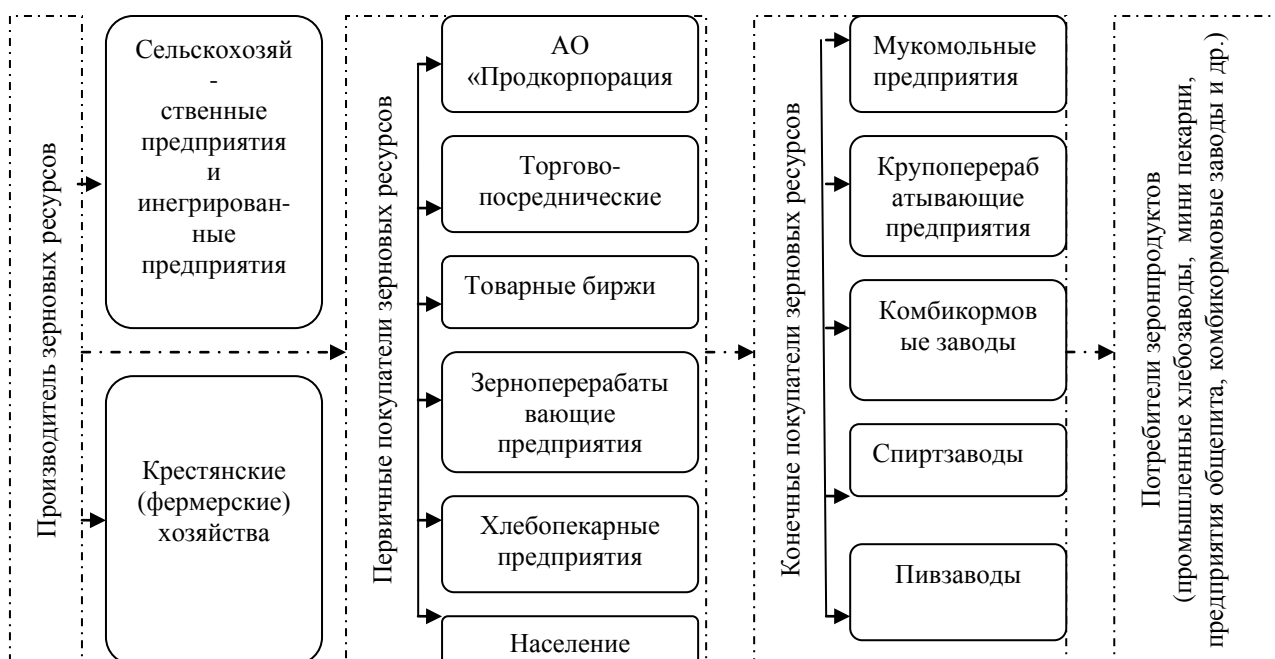 Производитель зерновых ресурсов
Сельскохозяй
-
ственные
предприятия
и
инегрирован-
ные
предприятия
Крестянские
(фермерские)
хозяйства
Первичные покупатели зерновых ресурсов
АО
«Продкорпорация
Торгово-
посреднические
Товарные биржи
Зерноперерабаты
вающие
предприятия
Хлебопекарные
предприятия
Население
Конечные покупатели зерновых ресурсов
Мукомольные
предприятия
Крупоперераб
атывающие
предприятия
Комбикормов
ые заводы
Спиртзаводы
Пивзаводы
Потребители зеронпродуктов
(промышленные хлебозаводы, мини пекарни,
предприятия общепита, комбикормовые заводы и др.)